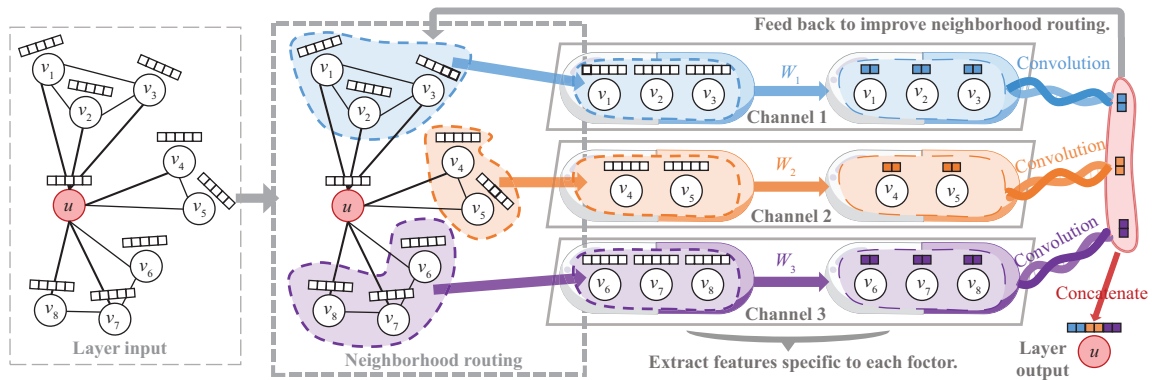 Feed back to improve neighborhood routing.
v1
v2
v3
v4
v5
u
v6
v8
v7
Layer input
v1
v2
v3
v4
v5
u
v6
v8
v7
Neighborhood routing
v1 v2 v3
W1
v1 v2 v3
Channel 1
Convolution
v4 v5
W2
v4 v5
Channel 2
Convolution
v6 v7 v8
W3
v6 v7 v8
Channel 3
Convolution
Extract features specific to each foctor.
Concatenate
Layer
output
u